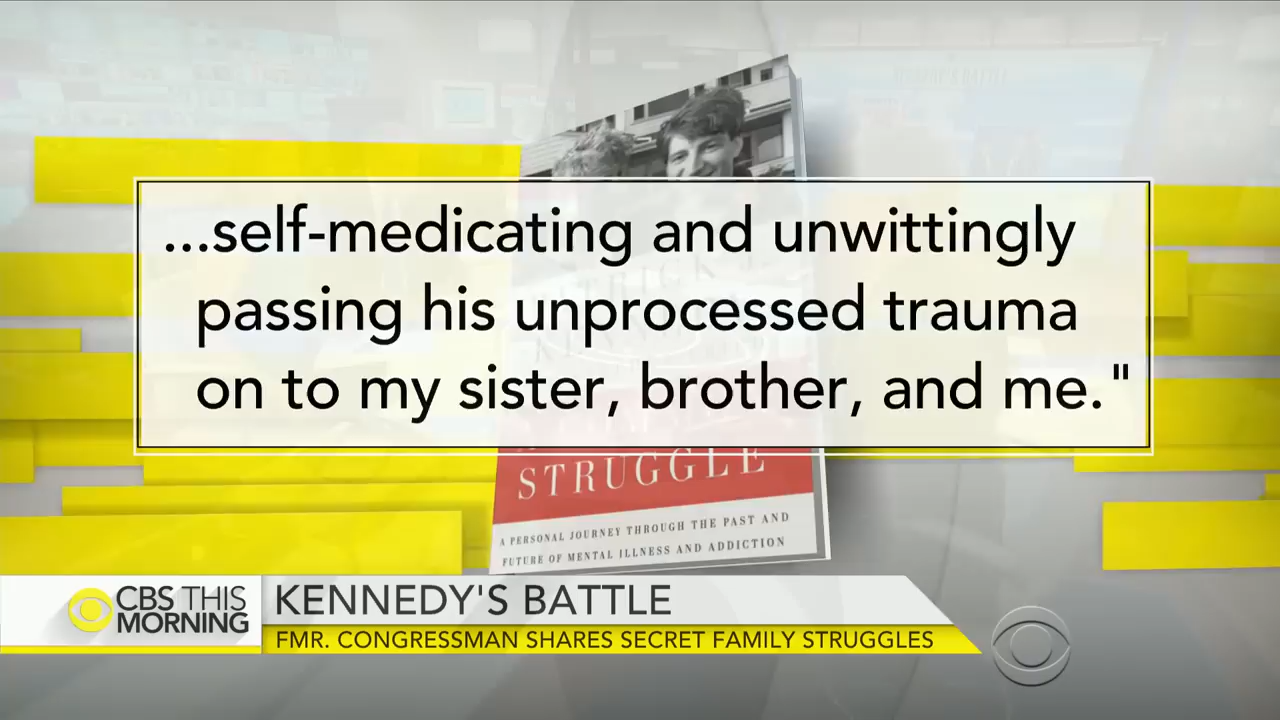 ...self-medicating and unwittingly
passing his unprocessed trauma
on to my sister, brother, and me."
STRUGGLE
A PERSONAL JOURNEY THROUGH THE PAST AND
FUTURE OF MENTAL ILLNESS AND ADDICTION
CBS THIS
MORNING
KENNEDY'S BATTLE
FMR. CONGRESSMAN SHARES SECRET FAMILY STRUGGLES